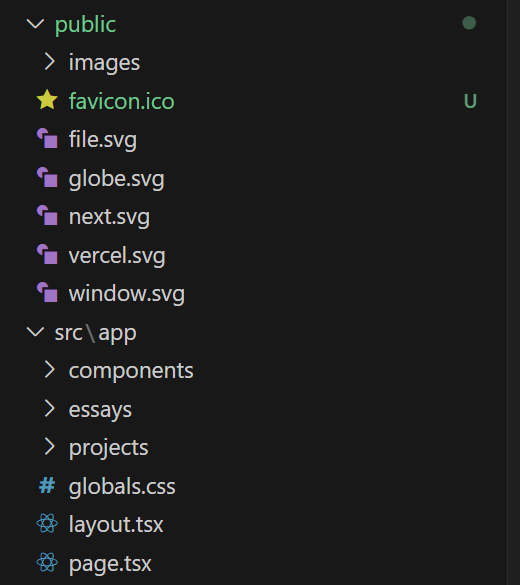 public
images
favicon.ico U
file.svg
globe.svg
next.svg
vercel.svg
window.svg
src\app
components
essays
projects
# globals.css
layout.tsx
page.tsx